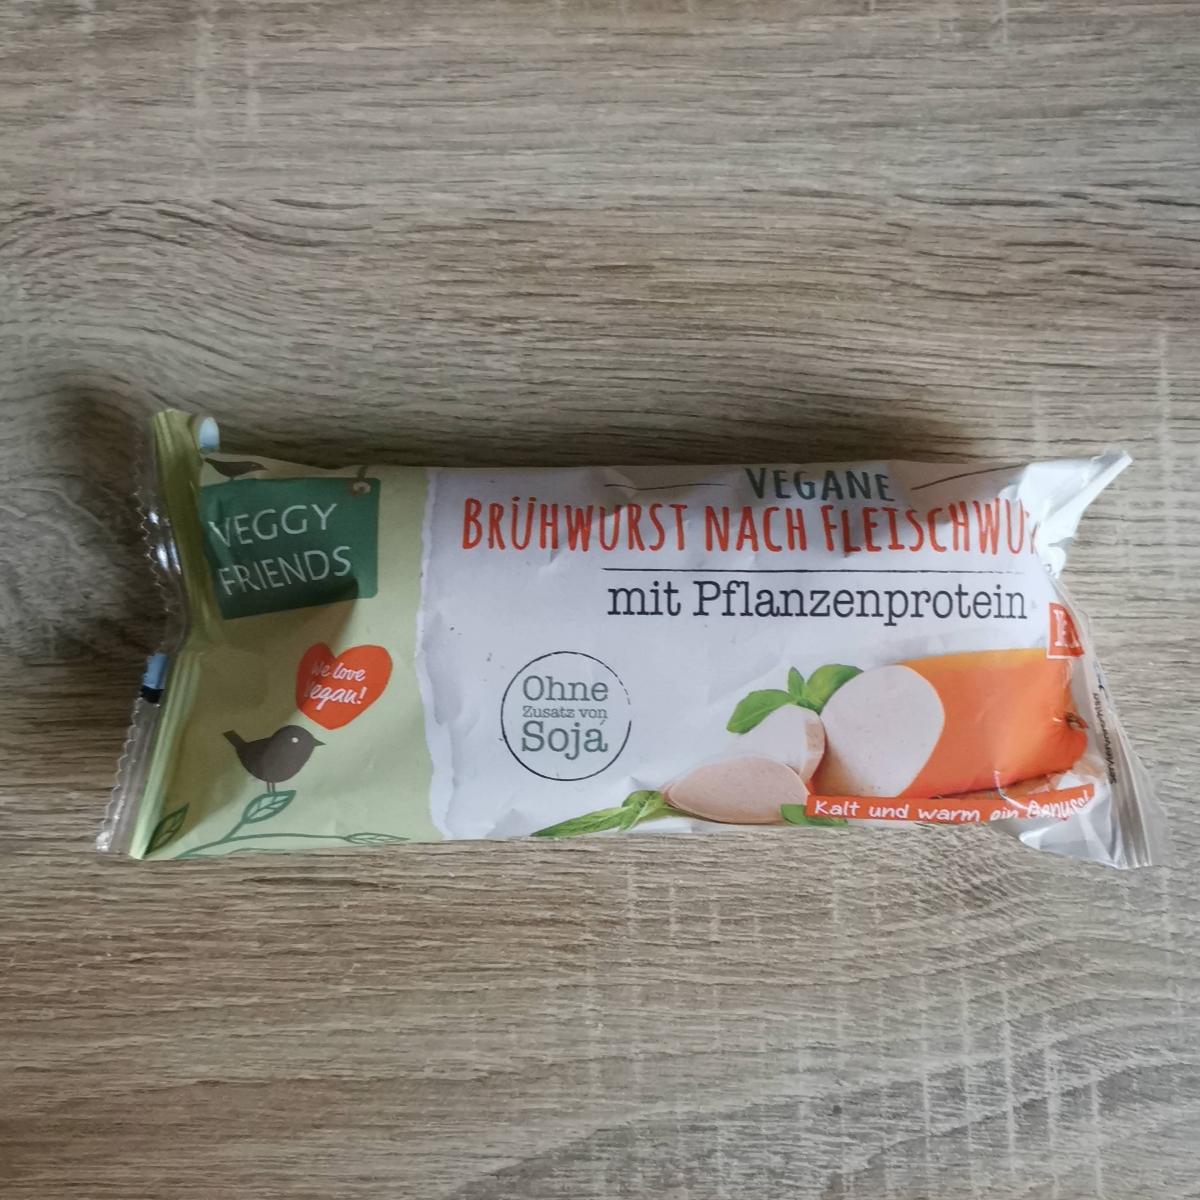 VEGGY
FRIENDS
We love
Vegan!
VEGANE
BRÜHWURST NACH FLEISCHWUR
mit Pflanzenprotein
Ohne
Zusatz von
Soja
Kalt und warm ein Genuss!